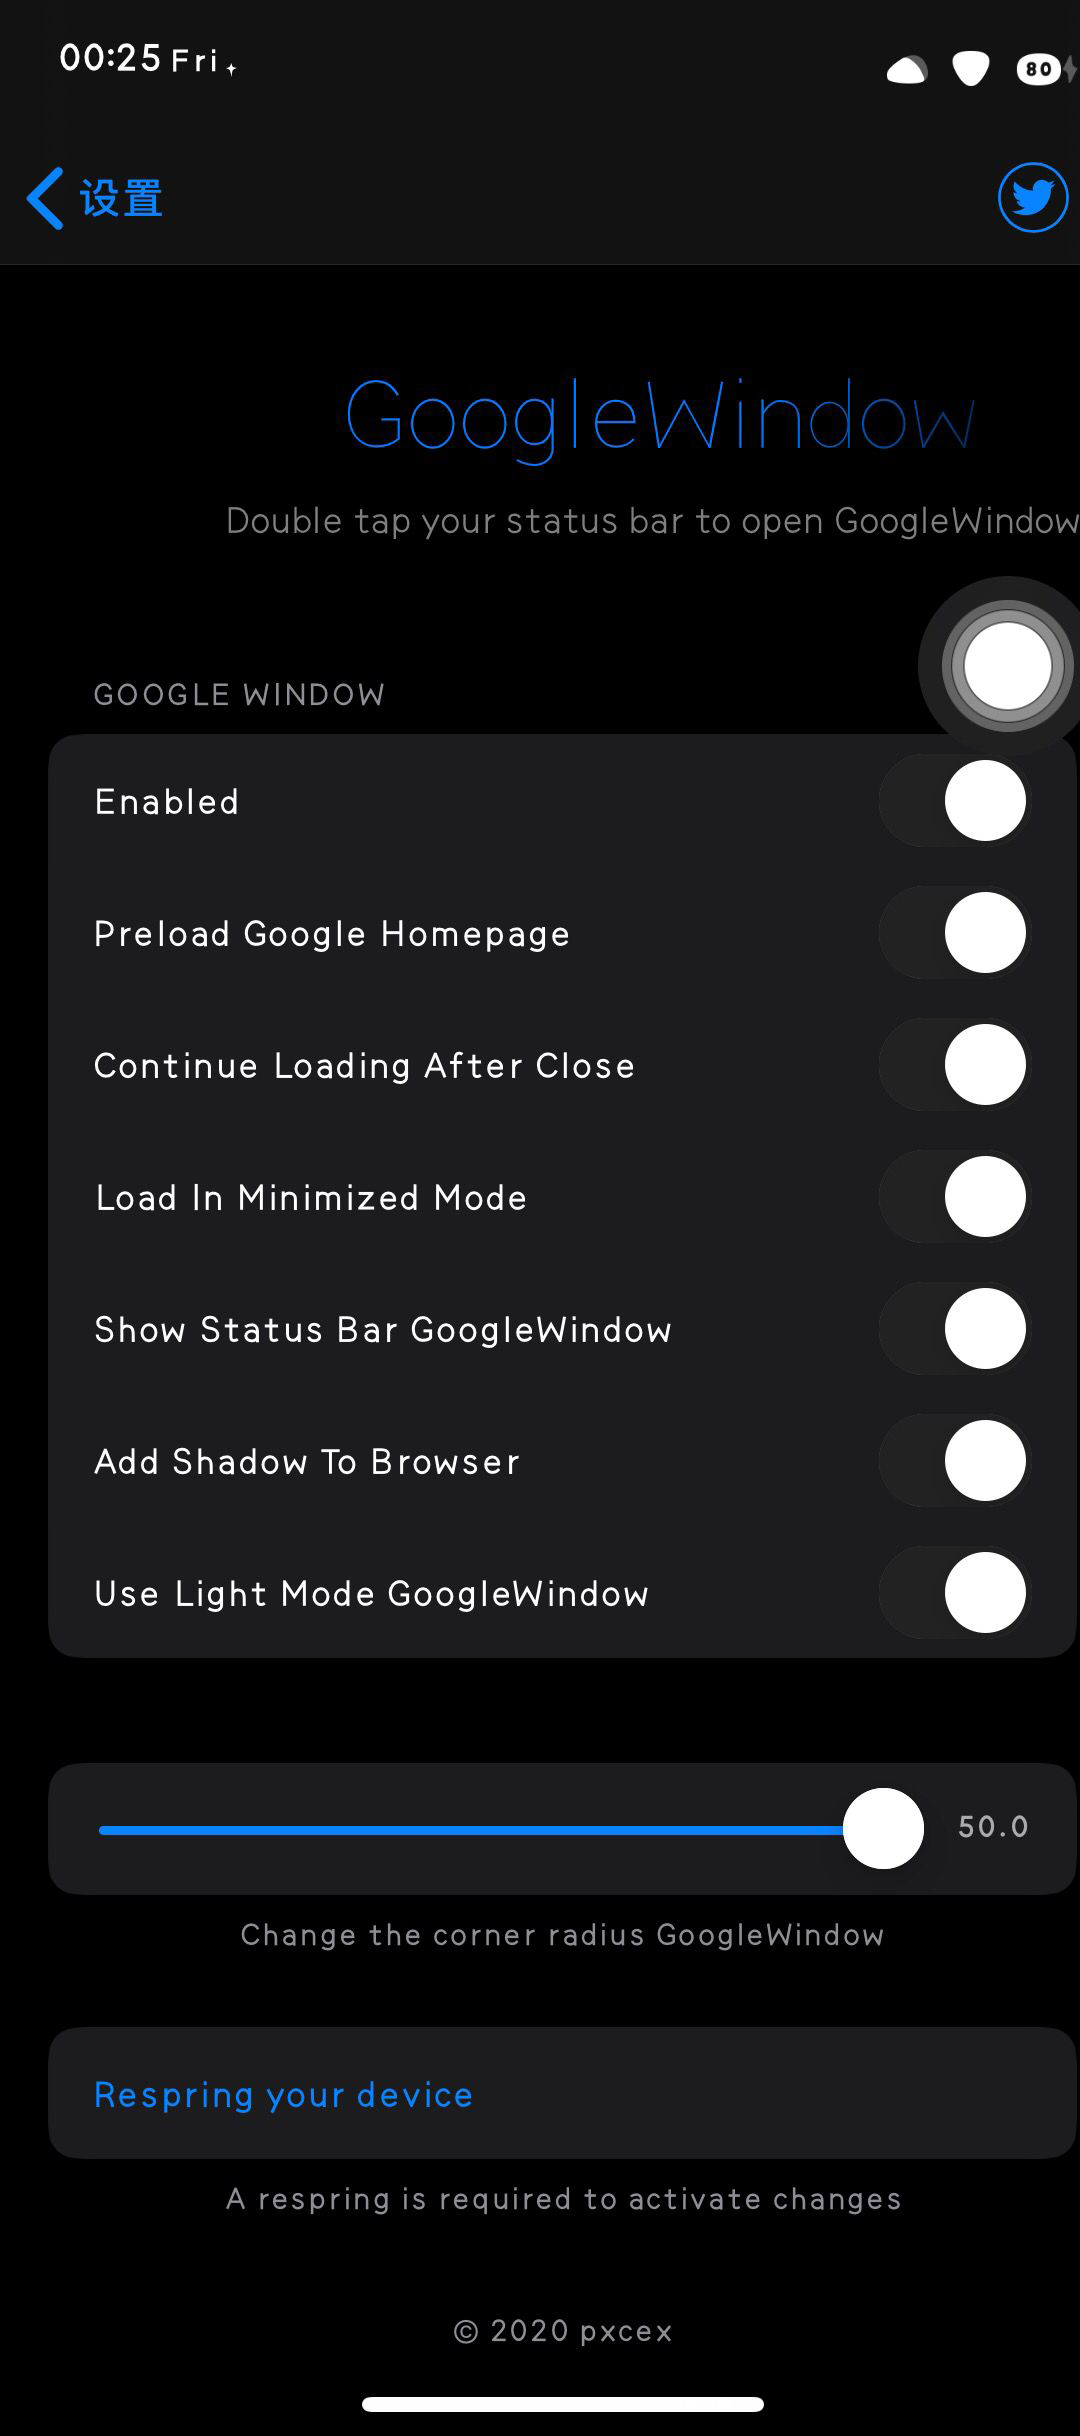 00:25 Fri
80
设置
GoogleWindow
Double tap your status bar to open GoogleWindow
GOOGLE WINDOW
Enabled
Preload Google Homepage
Continue Loading After Close
Load In Minimized Mode
Show Status Bar GoogleWindow
Add Shadow To Browser
Use Light Mode GoogleWindow
50.0
Change the corner radius GoogleWindow
Respring your device
A respring is required to activate changes
© 2020 pxcex